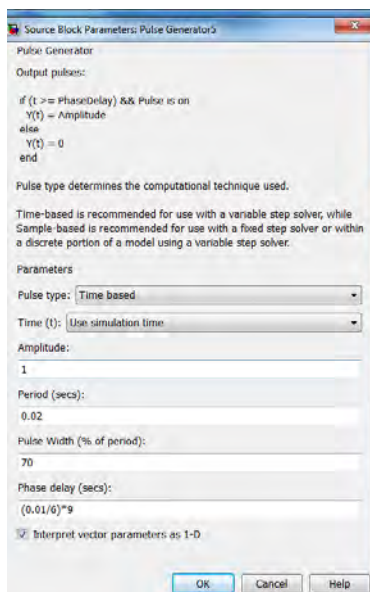 Source Block Parameters: Pulse Generator5
Pulse Generator
Output pulses:
if (t >= PhaseDelay) && Pulse is on
Y(t) = Amplitude
else
Y(t) = 0
end
Pulse type determines the computational technique used.
Time-based is recommended for use with a variable step solver, while
Sample-based is recommended for use with a fixed step solver or within
a discrete portion of a model using a variable step solver.
Parameters
Pulse type: Time based
Time (t): Use simulation time
Amplitude:
1
Period (secs):
0.02
Pulse Width (% of period):
70
Phase delay (secs):
(0.01/6)*9
Interpret vector parameters as 1-D
OK Cancel Help